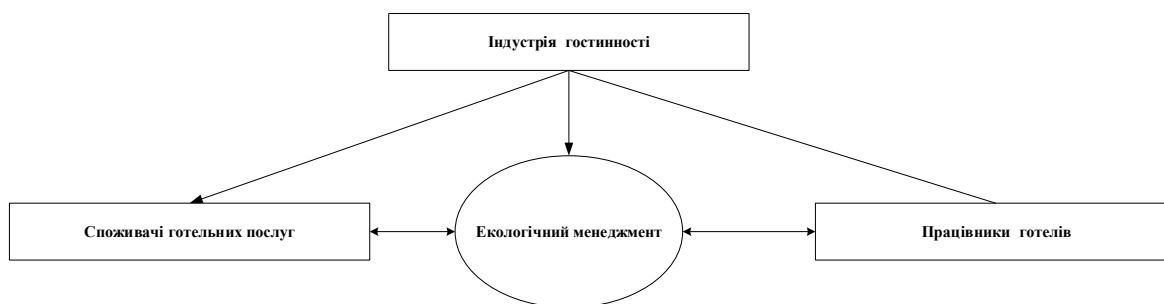 Індустрія гостинності
Споживачі готельних послуг
Екологічний менеджмент
Працівники готелів